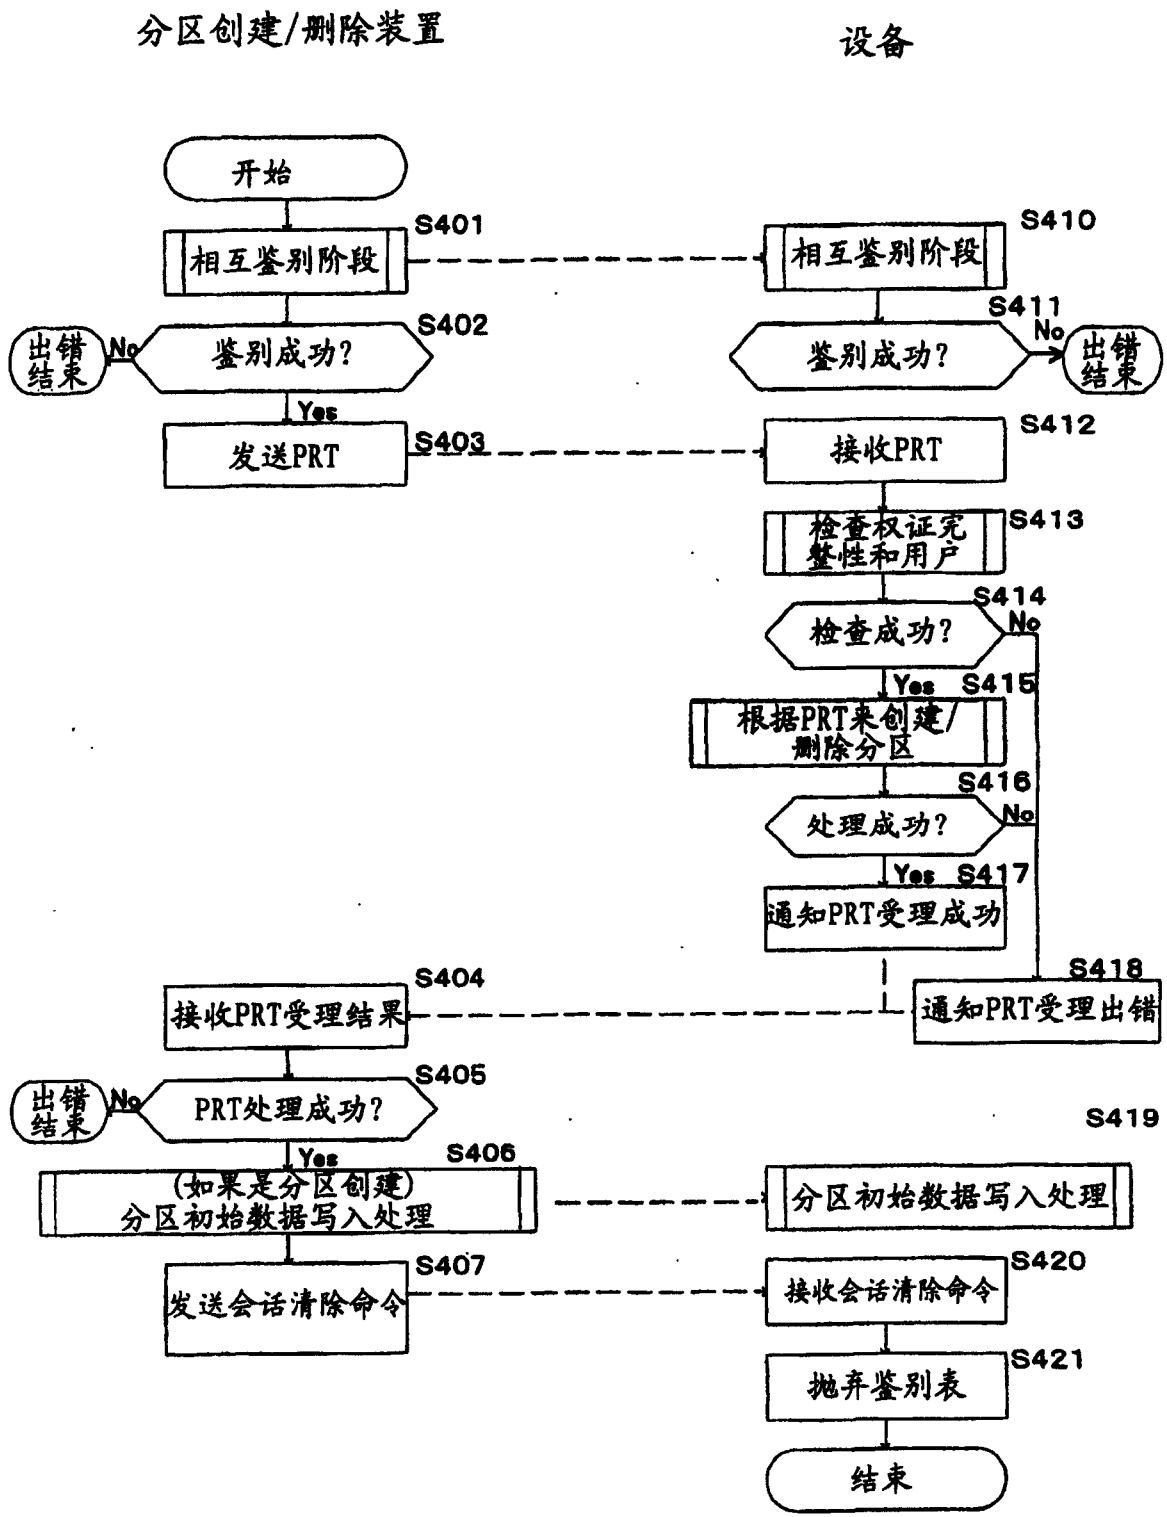 分区创建/删除装置
设备
开始
S401
相互鉴别阶段
S410
相互鉴别阶段
S402
鉴别成功?
No
出错
结束
S411
鉴别成功?
No
出错
结束
Yes
S403
发送PRT
S412
接收PRT
S413
检查权证完
整性和用户
S414
检查成功?
No
Yes
S415
根据PRT来创建/
删除分区
S416
处理成功?
No
Yes
S417
通知PRT受理成功
S404
接收PRT受理结果
S418
通知PRT受理出错
S405
PRT处理成功?
No
出错
结束
Yes
S406
(如果是分区创建)
分区初始数据写入处理
S419
分区初始数据写入处理
S407
发送会话清除命令
S420
接收会话清除命令
S421
抛弃鉴别表
结束